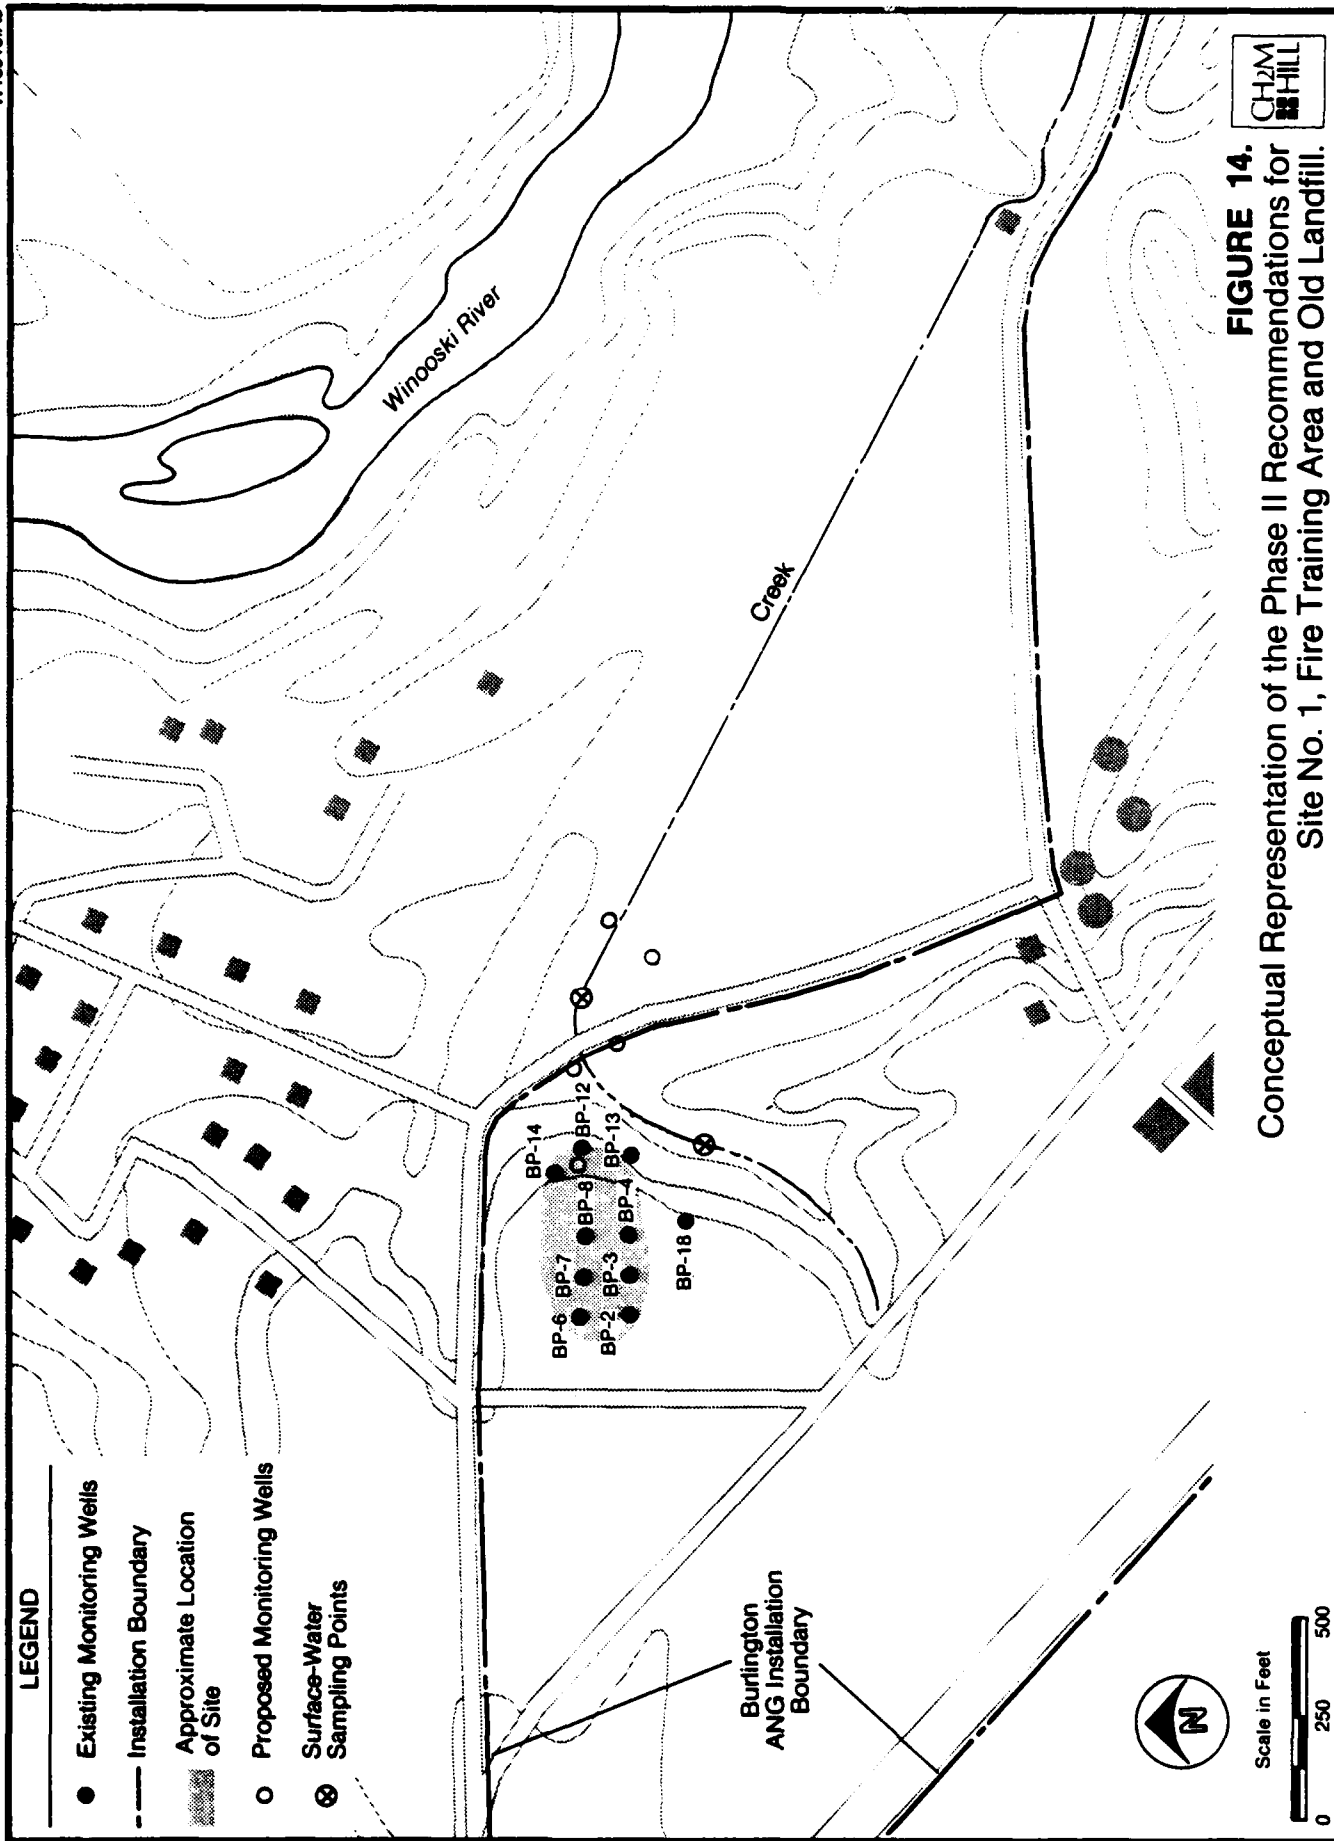 LEGEND
Existing Monitoring Wells
Installation Boundary
Approximate Location
of Site
Proposed Monitoring Wells
Surface-Water
Sampling Points
Winooski River
Creek
BP-14
BP-12
BP-13
BP-8
BP-4
BP-7
BP-3
BP-6
BP-2
BP-18
Burlington
ANG Installation
Boundary
N
Scale in Feet
0 250 500
CH2M
HILL
FIGURE 14.
Conceptual Representation of the Phase II Recommendations for
Site No. 1, Fire Training Area and Old Landfill.